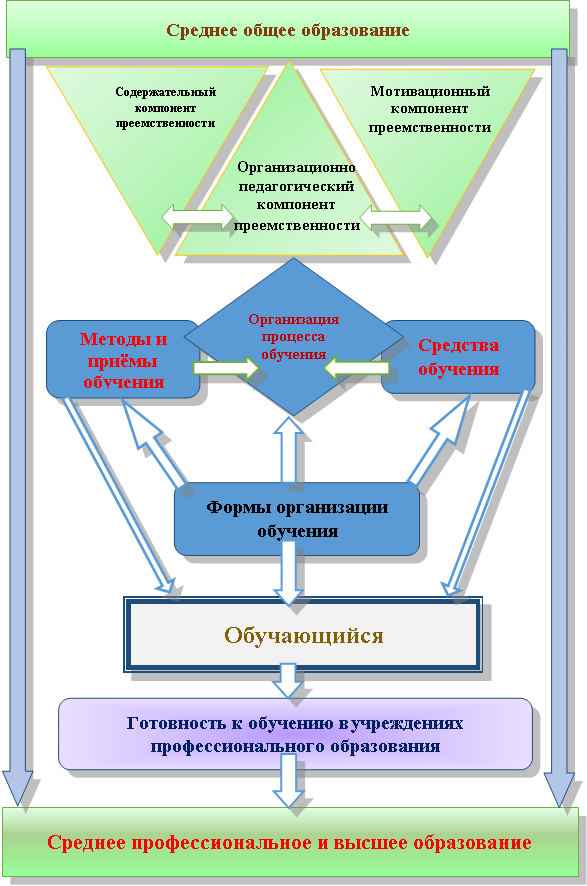 Среднее общее образование
Содержательный
компонент
преемственности
Мотивационный
компонент
преемственности
Организационно
педагогический
компонент
преемственности
Организация
процесса
обучения
Методы и
приёмы
обучения
Средства
обучения
Формы организации
обучения
Обучающийся
Готовность к обучению в учреждениях
профессионального образования
Среднее профессиональное и высшее образование